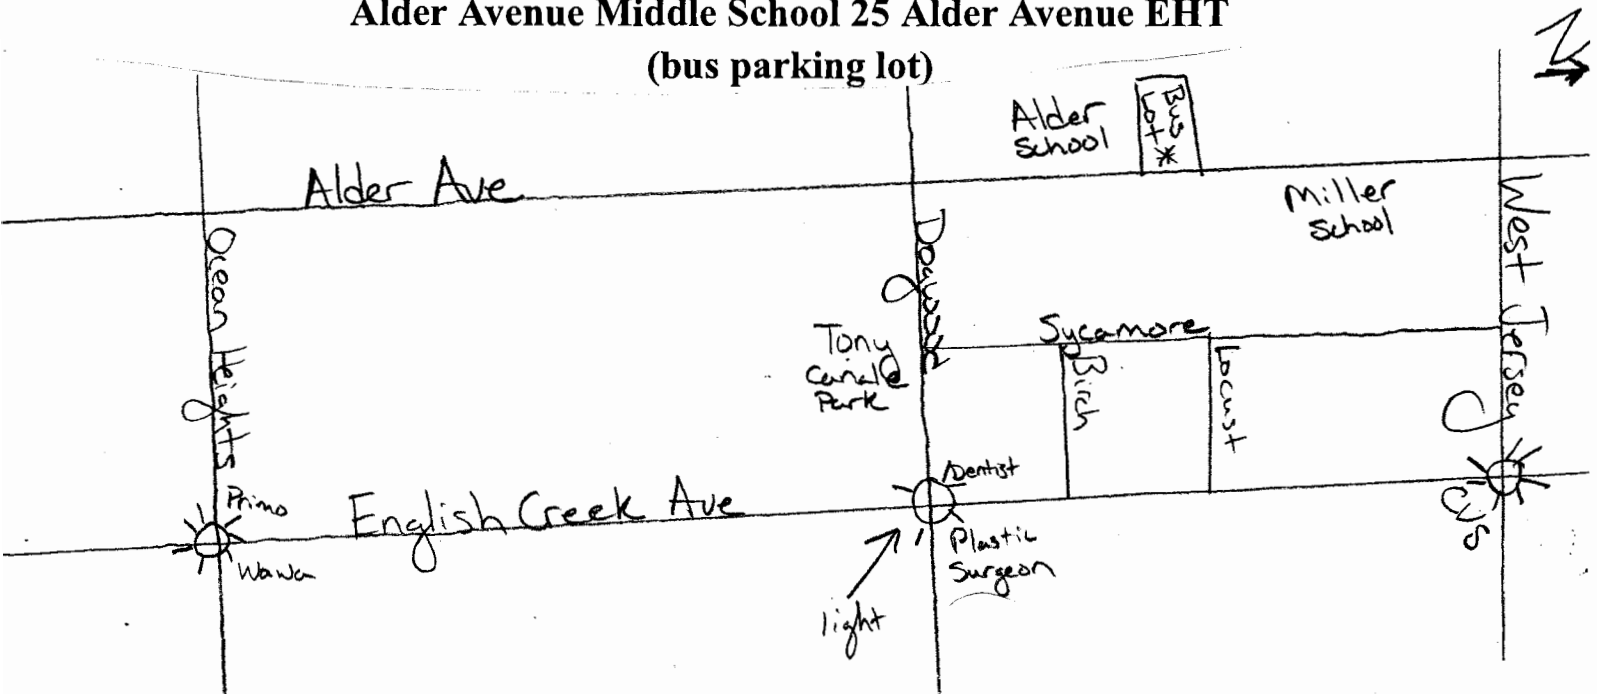 Alder Avenue Middle School 25 Alder Avenue EHT
(bus parking lot)
N
Alder
School
Bus
Lot *
Alder Ave
Miller
School
Ocean Heights
Dogwood
West Jersey
Sycamore
Tony
Canale
Park
Birch
Locust
Primo
English Creek Ave
Dentist
CVS
Wawa
Plastic
Surgeon
light